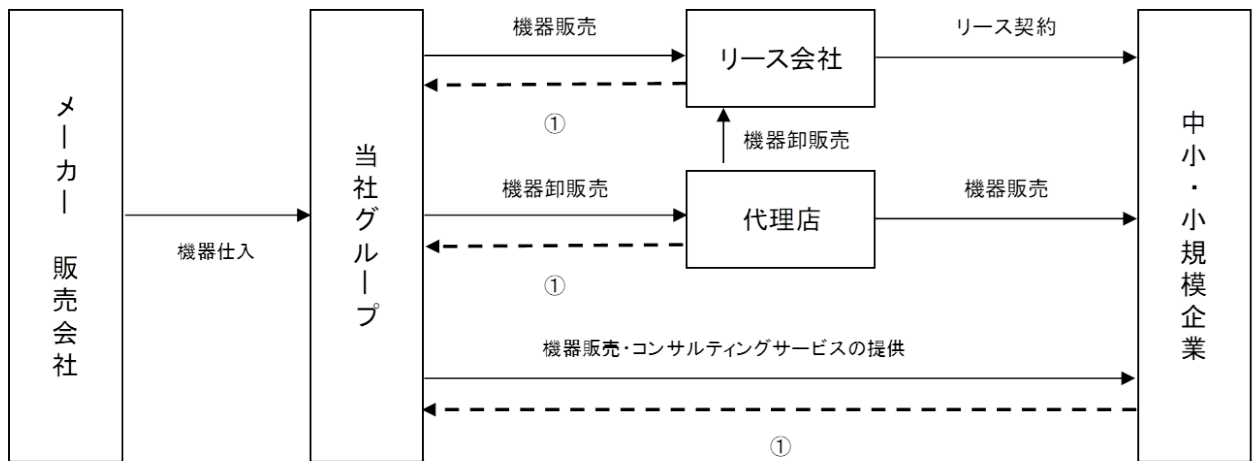 メーカー 販売会社
機器仕入
当社グループ
機器販売
①
リース会社
リース契約
機器卸販売
機器卸販売
①
代理店
機器販売
機器販売・コンサルティングサービスの提供
①
中小・小規模企業